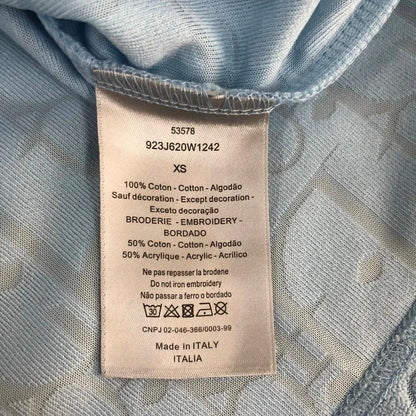 53578
923J620W1242
XS
100% Coton - Cotton - Algodão
Sauf décoration - Except decoration -
Exceto decoração
BRODERIE - EMBROIDERY -
BORDADO
50% Coton - Cotton - Algodão
50% Acrylique - Acrylic - Acrilico
Ne pas repasser la brodene
Do not iron embroidery
Não passar a ferro o bordado
30
CNPJ 02-046-366/0003-99
Made in ITALY
ITALIA